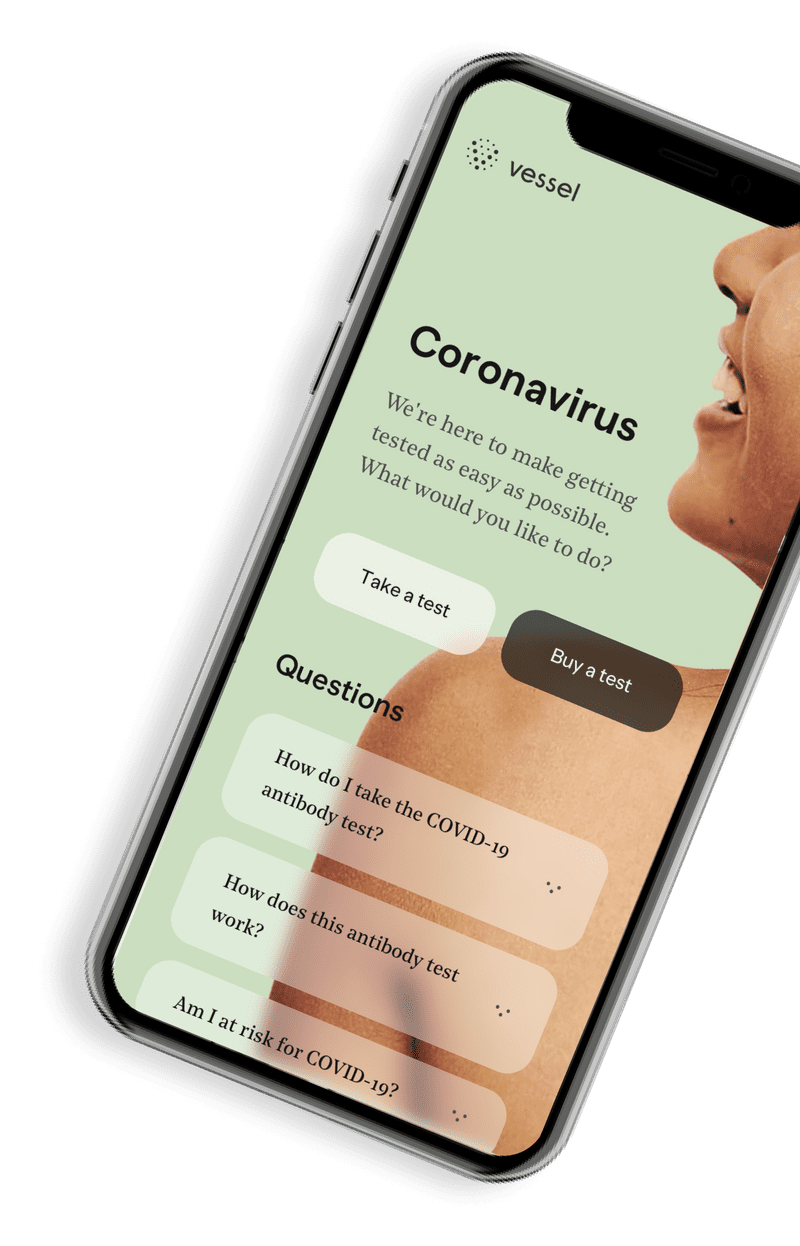 vessel
Coronavirus
We're here to make getting
tested as easy as possible.
What would you like to do?
Take a test
Buy a test
Questions
How do I take the COVID-19
antibody test?
How does this antibody test
work?
Am I at risk for COVID-19?